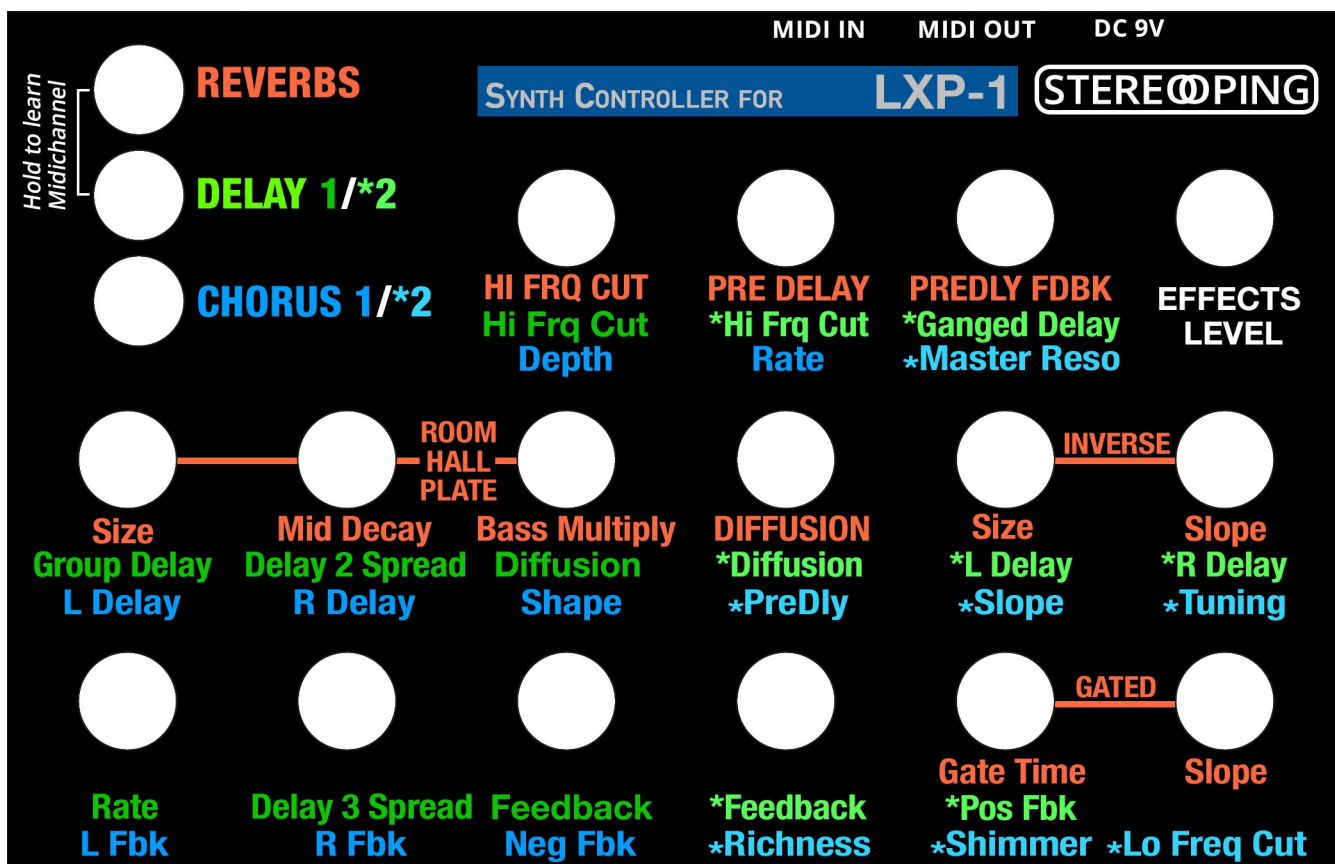 MIDI IN MIDI OUT DC 9V
Hold to learn
Midichannel
REVERBS
SYNTH CONTROLLER FOR LXP-1 STEREOOPING
DELAY 1/*2
CHORUS 1/*2
HI FRQ CUT PRE DELAY PREDLY FDBK
Hi Frq Cut *Hi Frq Cut *Ganged Delay
Depth Rate *Master Reso
EFFECTS
LEVEL
ROOM
HALL
PLATE
INVERSE
Size Mid Decay Bass Multiply DIFFUSION Size Slope
Group Delay Delay 2 Spread Diffusion *Diffusion *L Delay *R Delay
L Delay R Delay Shape *PreDly *Slope *Tuning
GATED
Gate Time Slope
Rate Delay 3 Spread Feedback *Feedback *Pos Fbk
L Fbk R Fbk Neg Fbk *Richness *Shimmer *Lo Freq Cut